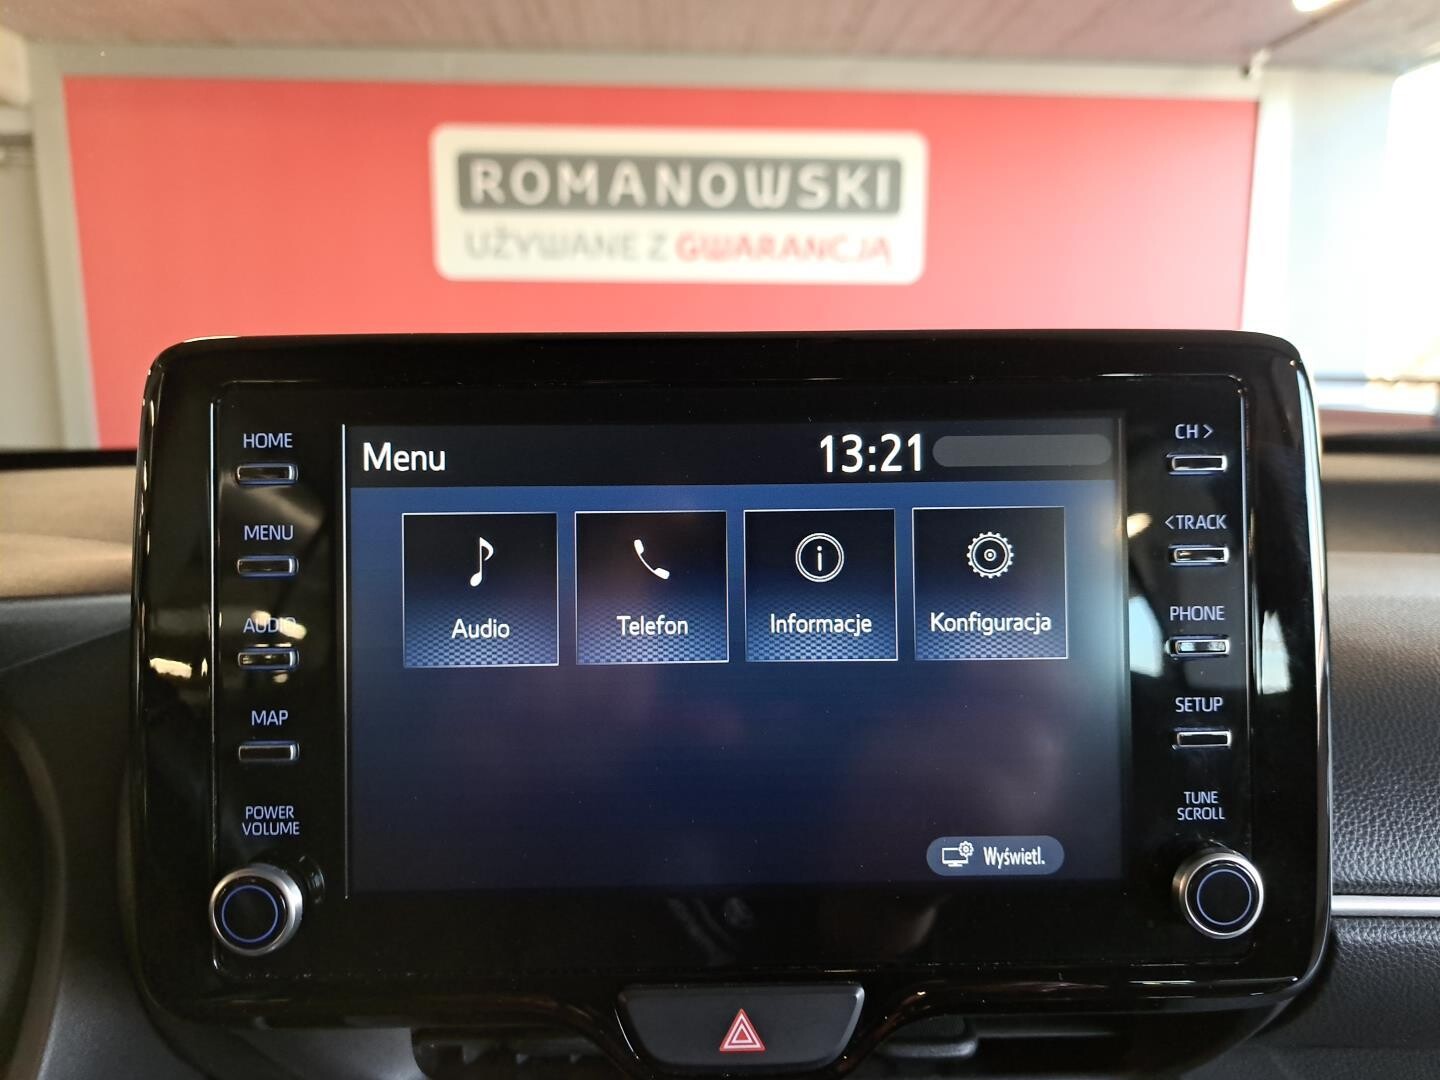 ROMANOWSKI
UŻYWANE Z GWARANCJĄ
HOME
MENU
AUDIO
MAP
POWER
VOLUME
Menu
13:21
Audio
Telefon
Informacje
Konfiguracja
Wyświetl.
CH>
<TRACK
PHONE
SETUP
TUNE
SCROLL